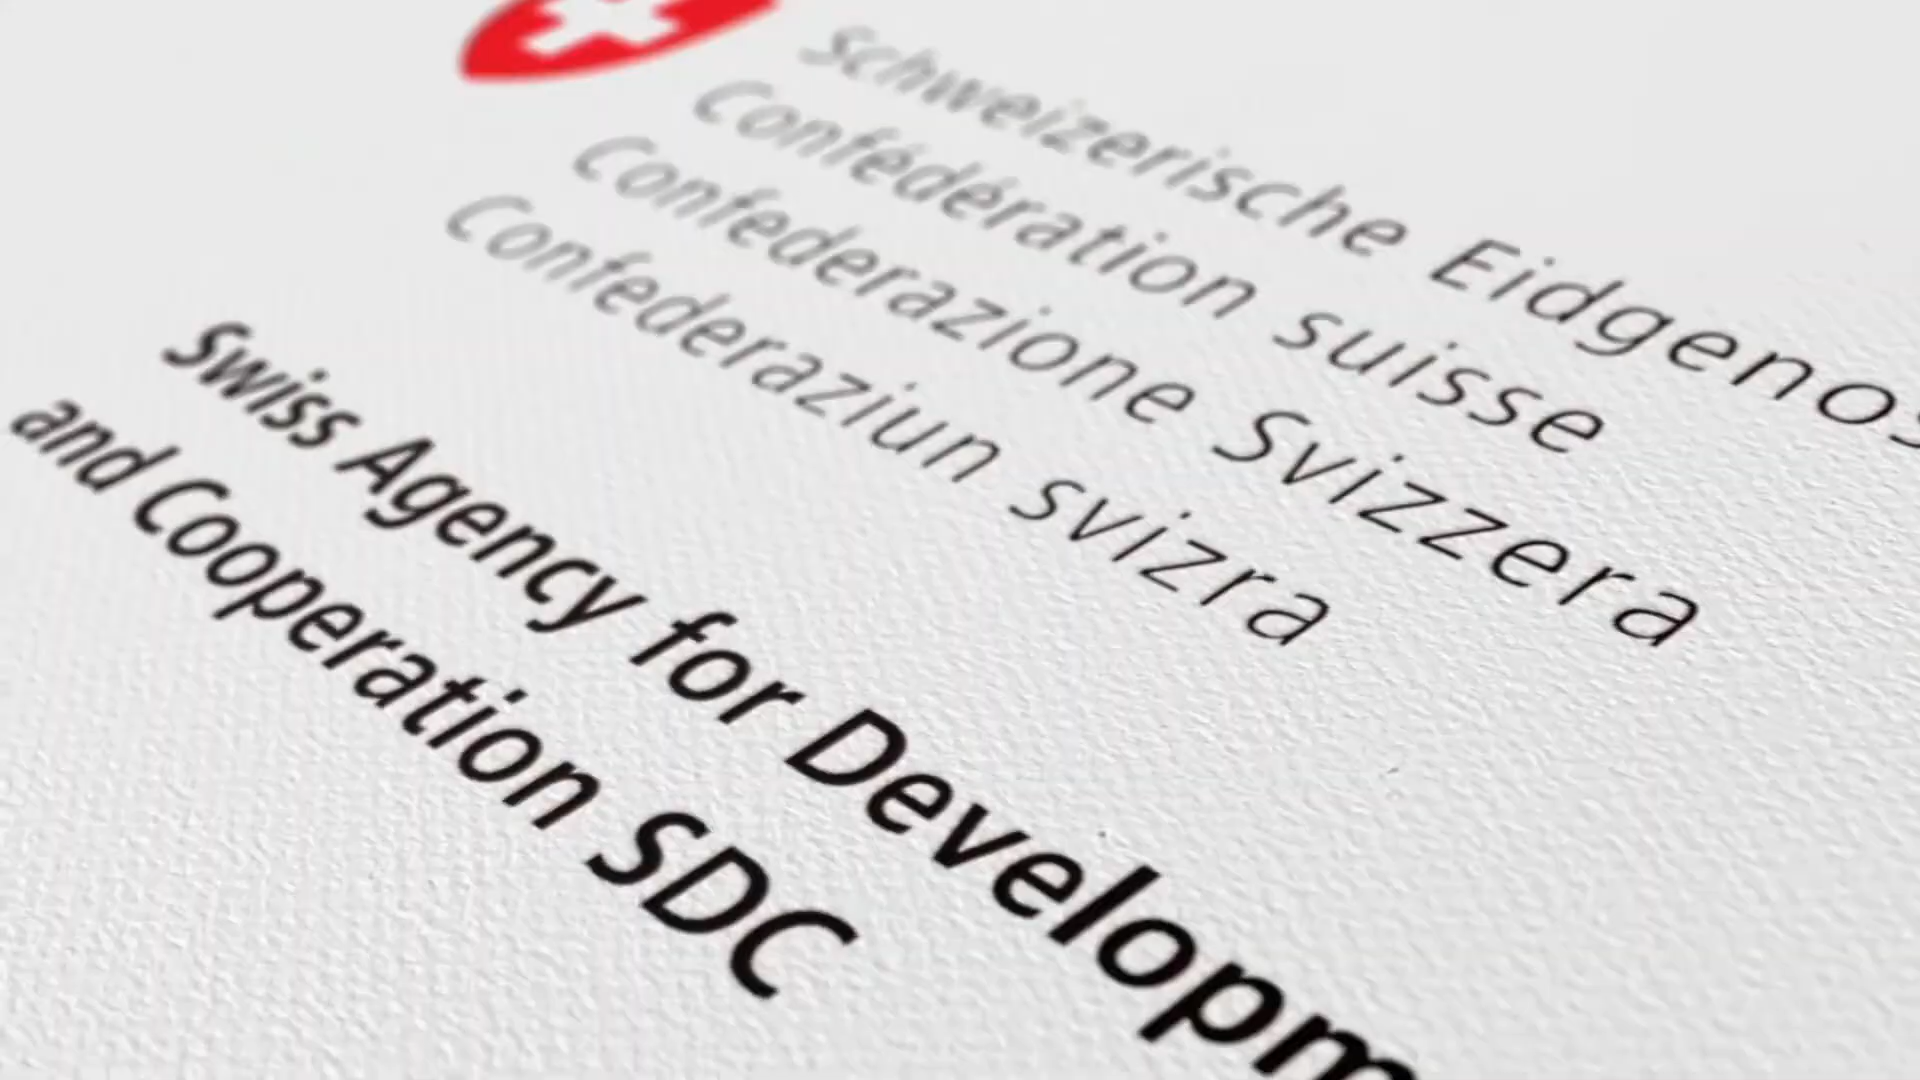 Schweizerische Eidgenos
Confédération suisse
Confederazione Svizzera
Confederaziun svizra
Swiss Agency for Developm
and Cooperation SDC